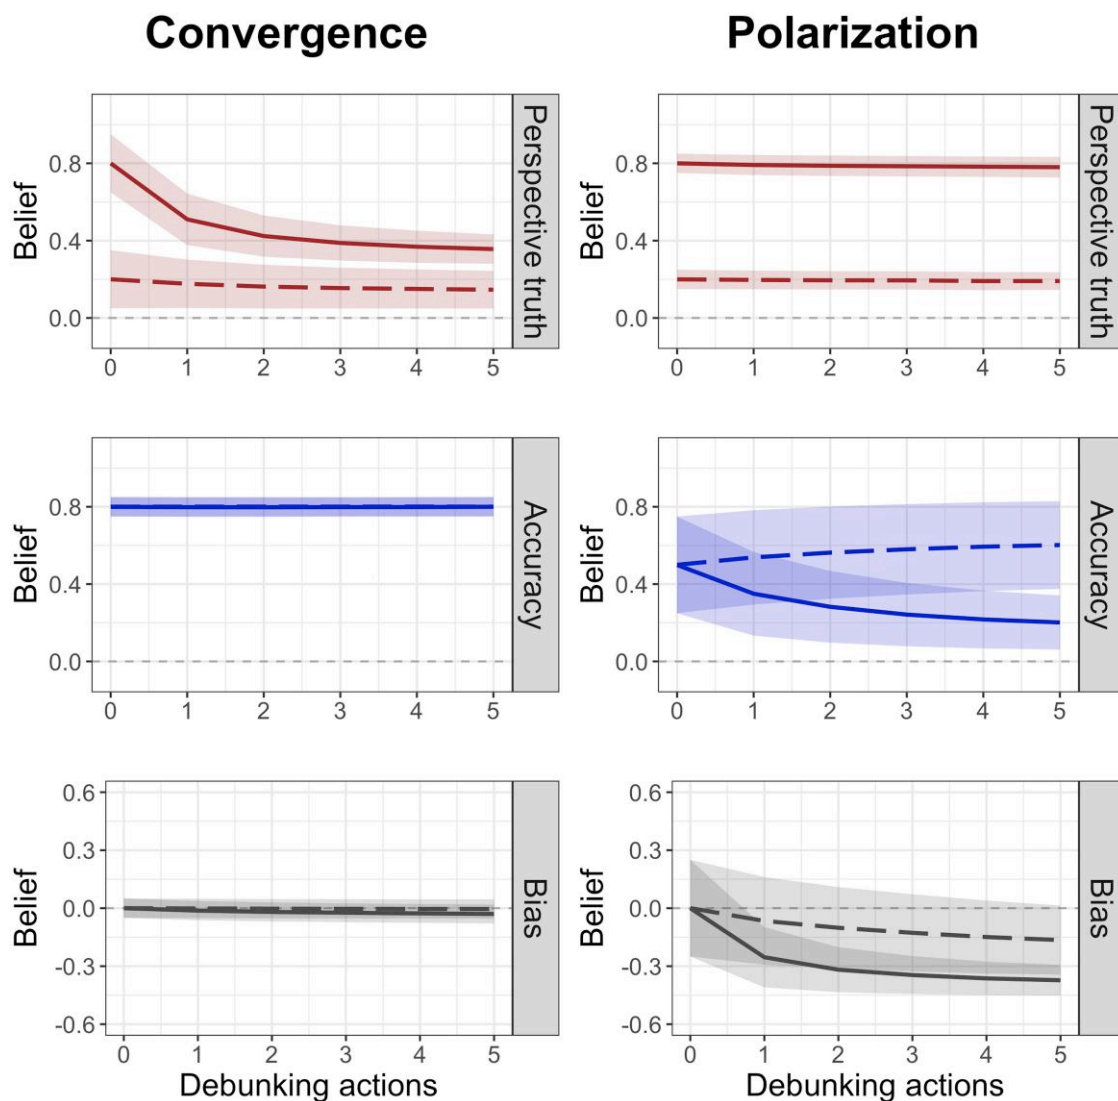 Convergence
Polarization
Belief
0.8
0.4
0.0
0 1 2 3 4 5
Perspective truth
Belief
0.8
0.4
0.0
0 1 2 3 4 5
Perspective truth
Belief
0.8
0.4
0.0
0 1 2 3 4 5
Accuracy
Belief
0.8
0.4
0.0
0 1 2 3 4 5
Accuracy
Belief
0.6
0.3
0.0
-0.3
-0.6
0 1 2 3 4 5
Debunking actions
Bias
Belief
0.6
0.3
0.0
-0.3
-0.6
0 1 2 3 4 5
Debunking actions
Bias